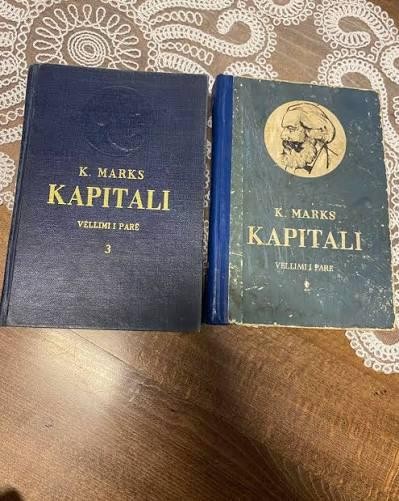 K. MARKS
KAPITALI
VËLLIMI I PARË
3
K. MARKS
KAPITALI
VËLLIMI I PARË